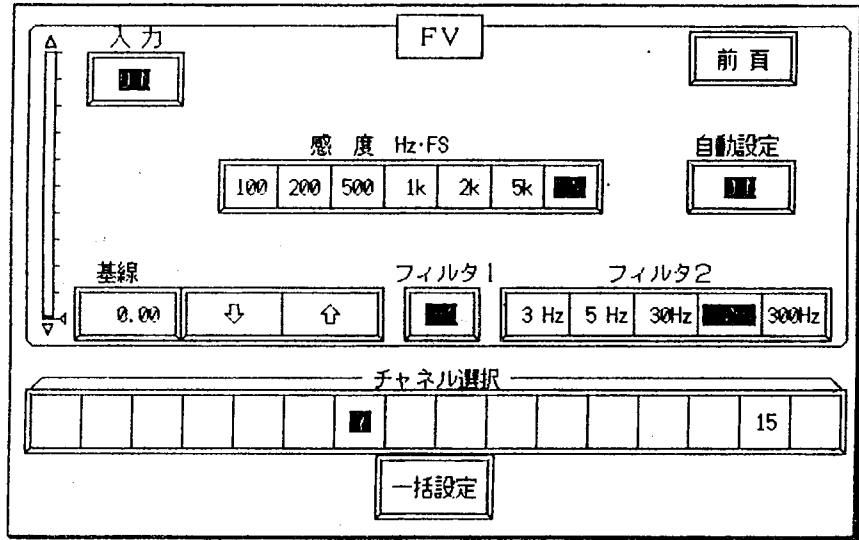 FV
入力
前頁
感度 Hz·FS
自動設定
100 200 500 1k 2k 5k
基線
フィルタ1
フィルタ2
0.00 ⇩ ⇧
3 Hz 5 Hz 30Hz 300Hz
チャネル選択
7 15
一括設定